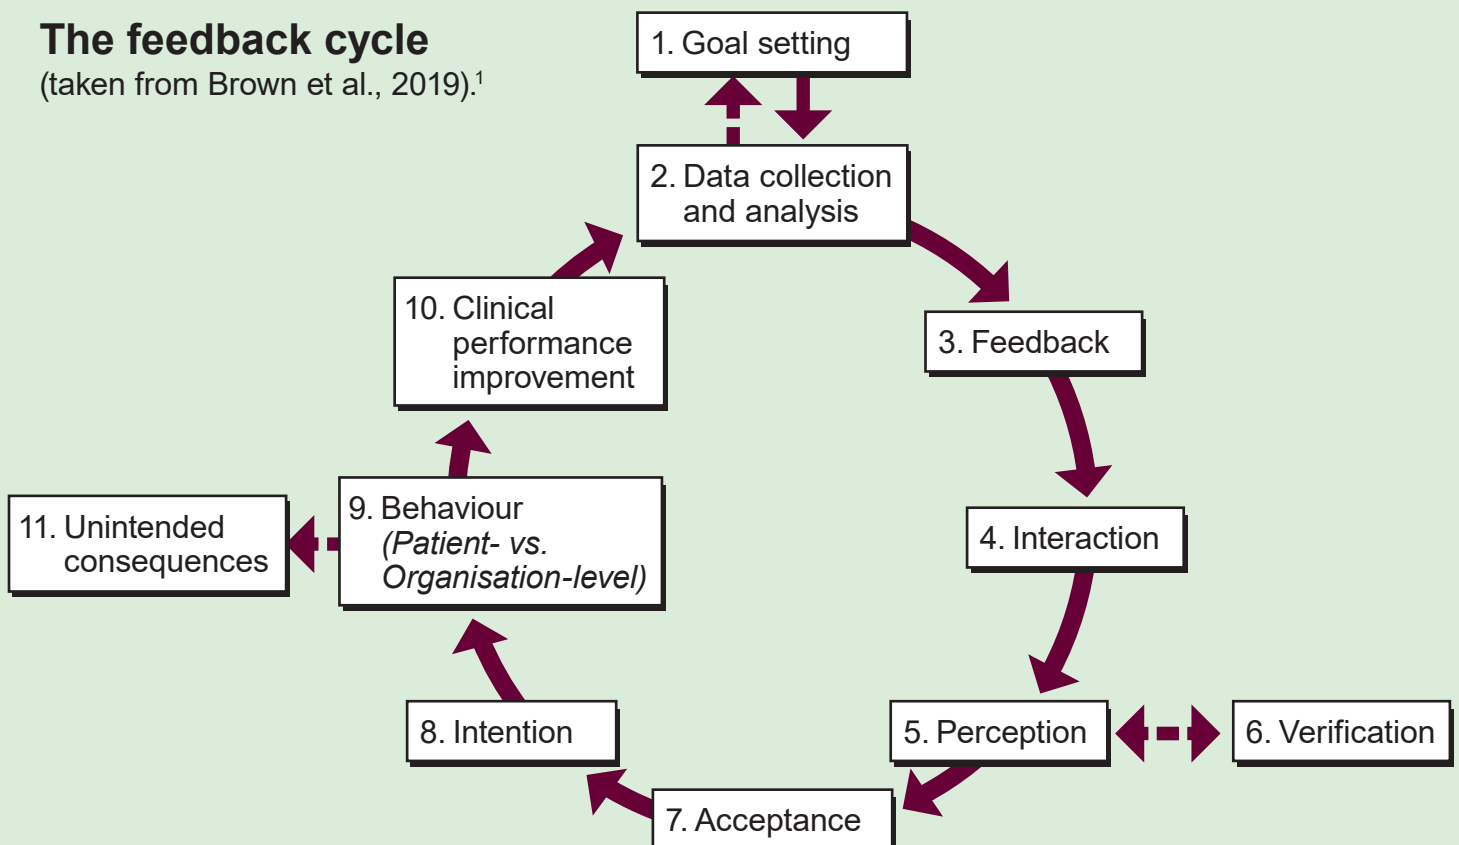 The feedback cycle
(taken from Brown et al., 2019).¹
1. Goal setting
2. Data collection
and analysis
3. Feedback
4. Interaction
5. Perception
6. Verification
7. Acceptance
8. Intention
9. Behaviour
(Patient- vs.
Organisation-level)
10. Clinical
performance
improvement
11. Unintended
consequences